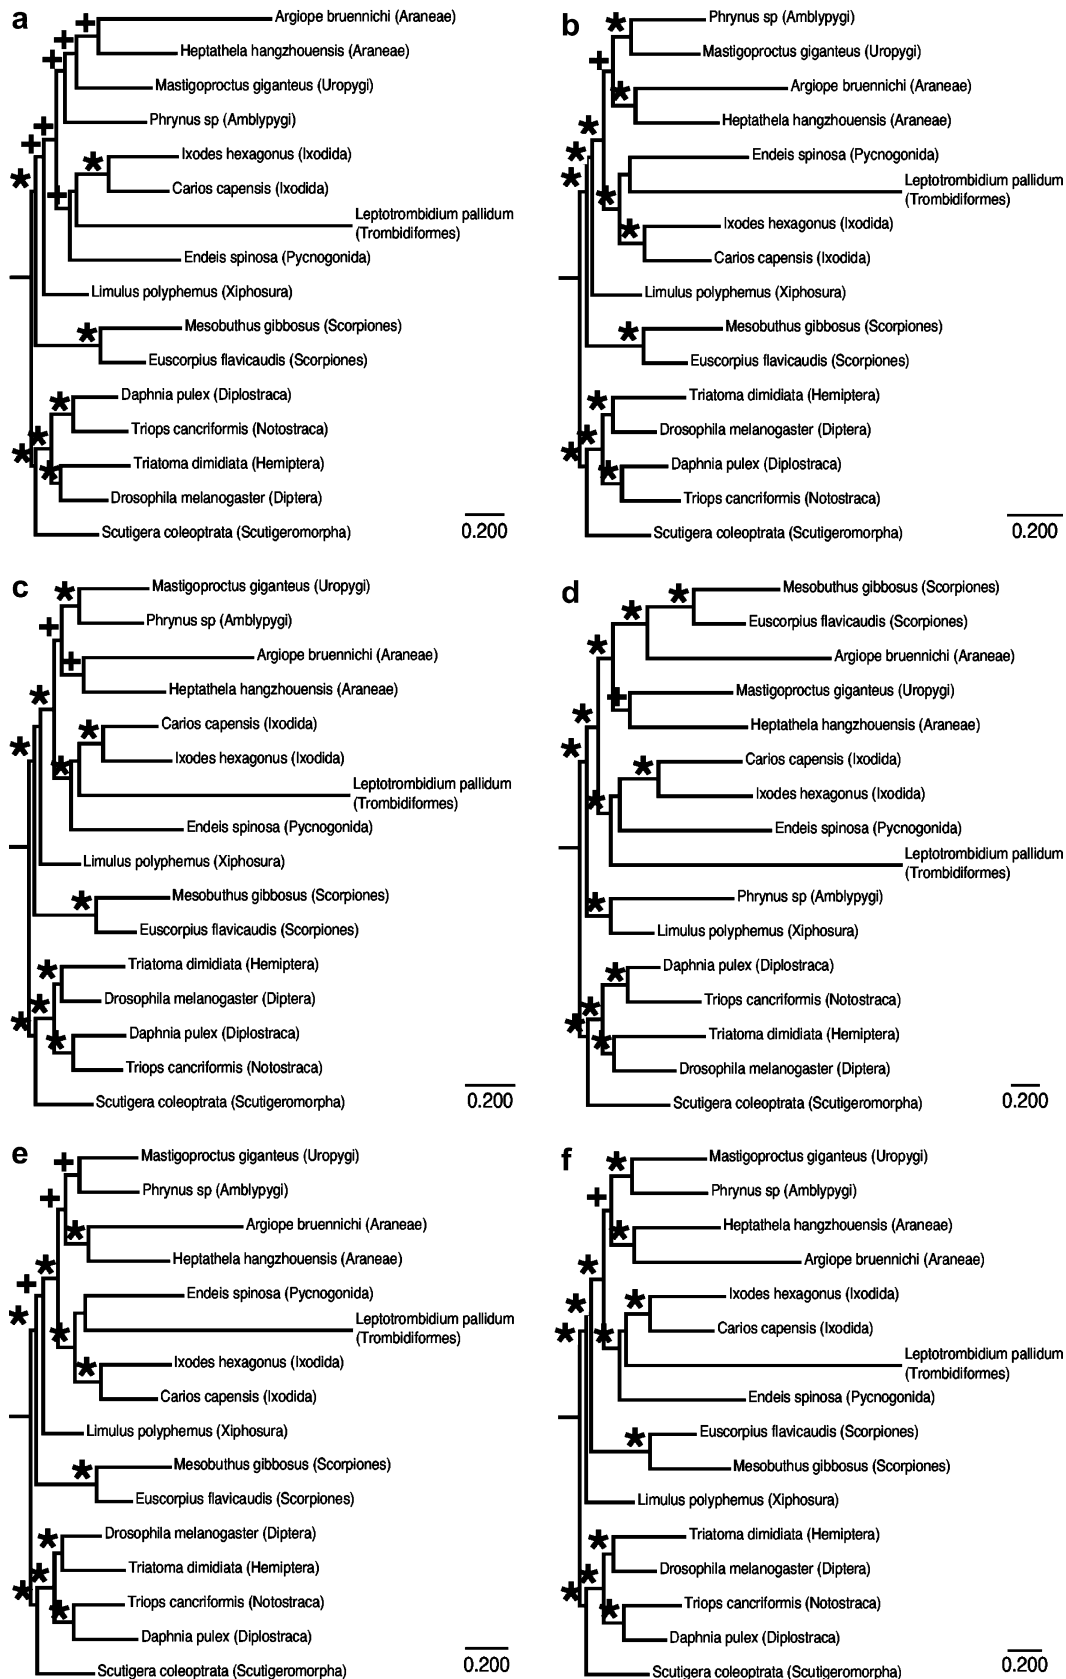 a
Argiope bruennichi (Araneae)
Heptathela hangzhouensis (Araneae)
Mastigoproctus giganteus (Uropygi)
Phrynus sp (Amblypygi)
Ixodes hexagonus (Ixodida)
Carios capensis (Ixodida)
Leptotrombidium pallidum
(Trombidiformes)
Endeis spinosa (Pycnogonida)
Limulus polyphemus (Xiphosura)
Mesobuthus gibbosus (Scorpiones)
Euscorpius flavicaudis (Scorpiones)
Daphnia pulex (Diplostraca)
Triops cancriformis (Notostraca)
Triatoma dimidiata (Hemiptera)
Drosophila melanogaster (Diptera)
Scutigera coleoptrata (Scutigeromorpha)
0.200
b
Phrynus sp (Amblypygi)
Mastigoproctus giganteus (Uropygi)
Argiope bruennichi (Araneae)
Heptathela hangzhouensis (Araneae)
Endeis spinosa (Pycnogonida)
Leptotrombidium pallidum
(Trombidiformes)
Ixodes hexagonus (Ixodida)
Carios capensis (Ixodida)
Limulus polyphemus (Xiphosura)
Mesobuthus gibbosus (Scorpiones)
Euscorpius flavicaudis (Scorpiones)
Triatoma dimidiata (Hemiptera)
Drosophila melanogaster (Diptera)
Daphnia pulex (Diplostraca)
Triops cancriformis (Notostraca)
Scutigera coleoptrata (Scutigeromorpha)
0.200
c
Mastigoproctus giganteus (Uropygi)
Phrynus sp (Amblypygi)
Argiope bruennichi (Araneae)
Heptathela hangzhouensis (Araneae)
Carios capensis (Ixodida)
Ixodes hexagonus (Ixodida)
Leptotrombidium pallidum
(Trombidiformes)
Endeis spinosa (Pycnogonida)
Limulus polyphemus (Xiphosura)
Mesobuthus gibbosus (Scorpiones)
Euscorpius flavicaudis (Scorpiones)
Triatoma dimidiata (Hemiptera)
Drosophila melanogaster (Diptera)
Daphnia pulex (Diplostraca)
Triops cancriformis (Notostraca)
Scutigera coleoptrata (Scutigeromorpha)
0.200
d
Mesobuthus gibbosus (Scorpiones)
Euscorpius flavicaudis (Scorpiones)
Argiope bruennichi (Araneae)
Mastigoproctus giganteus (Uropygi)
Heptathela hangzhouensis (Araneae)
Carios capensis (Ixodida)
Ixodes hexagonus (Ixodida)
Endeis spinosa (Pycnogonida)
Leptotrombidium pallidum
(Trombidiformes)
Phrynus sp (Amblypygi)
Limulus polyphemus (Xiphosura)
Daphnia pulex (Diplostraca)
Triops cancriformis (Notostraca)
Triatoma dimidiata (Hemiptera)
Drosophila melanogaster (Diptera)
Scutigera coleoptrata (Scutigeromorpha)
0.200
e
Mastigoproctus giganteus (Uropygi)
Phrynus sp (Amblypygi)
Argiope bruennichi (Araneae)
Heptathela hangzhouensis (Araneae)
Endeis spinosa (Pycnogonida)
Leptotrombidium pallidum
(Trombidiformes)
Ixodes hexagonus (Ixodida)
Carios capensis (Ixodida)
Limulus polyphemus (Xiphosura)
Mesobuthus gibbosus (Scorpiones)
Euscorpius flavicaudis (Scorpiones)
Drosophila melanogaster (Diptera)
Triatoma dimidiata (Hemiptera)
Triops cancriformis (Notostraca)
Daphnia pulex (Diplostraca)
Scutigera coleoptrata (Scutigeromorpha)
0.200
f
Mastigoproctus giganteus (Uropygi)
Phrynus sp (Amblypygi)
Heptathela hangzhouensis (Araneae)
Argiope bruennichi (Araneae)
Ixodes hexagonus (Ixodida)
Carios capensis (Ixodida)
Leptotrombidium pallidum
(Trombidiformes)
Endeis spinosa (Pycnogonida)
Euscorpius flavicaudis (Scorpiones)
Mesobuthus gibbosus (Scorpiones)
Limulus polyphemus (Xiphosura)
Triatoma dimidiata (Hemiptera)
Drosophila melanogaster (Diptera)
Triops cancriformis (Notostraca)
Daphnia pulex (Diplostraca)
Scutigera coleoptrata (Scutigeromorpha)
0.200